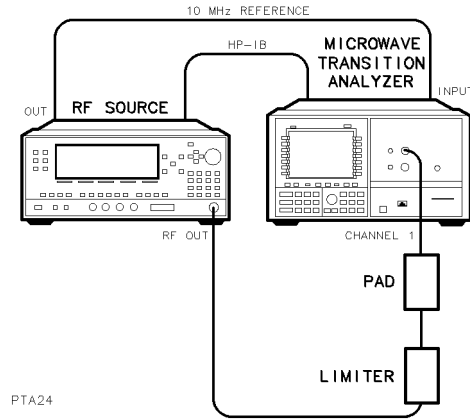 10 MHz REFERENCE
HP-IB
MICROWAVE
TRANSITION
ANALYZER
OUT
RF SOURCE
INPUT
RF OUT
CHANNEL 1
PAD
LIMITER
PTA24